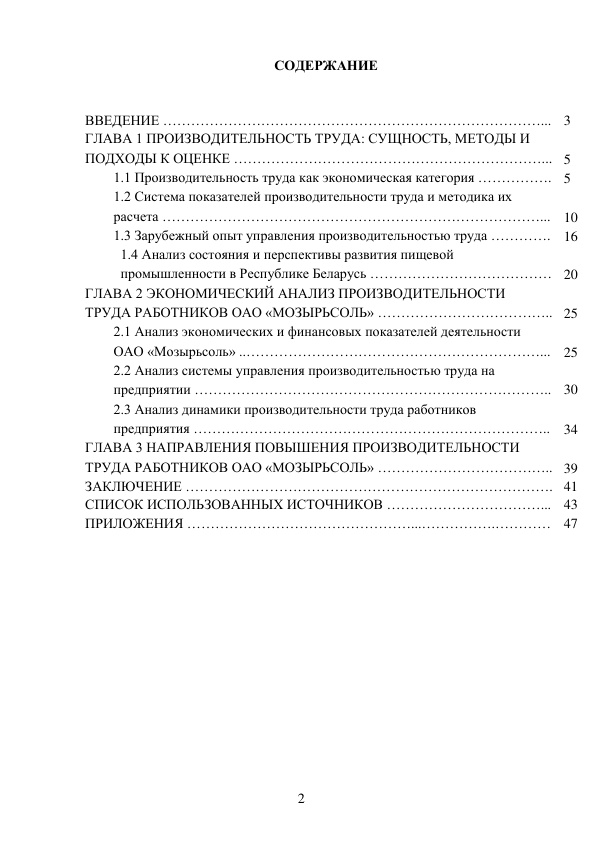 СОДЕРЖАНИЕ
ВВЕДЕНИЕ ………………………………………………………………………... 3
ГЛАВА 1 ПРОИЗВОДИТЕЛЬНОСТЬ ТРУДА: СУЩНОСТЬ, МЕТОДЫ И
ПОДХОДЫ К ОЦЕНКЕ …………………………………………………………... 5
1.1 Производительность труда как экономическая категория ……………. 5
1.2 Система показателей производительности труда и методика их
расчета ………………………………………………………………………... 10
1.3 Зарубежный опыт управления производительностью труда …………. 16
1.4 Анализ состояния и перспективы развития пищевой
промышленности в Республике Беларусь ………………………………… 20
ГЛАВА 2 ЭКОНОМИЧЕСКИЙ АНАЛИЗ ПРОИЗВОДИТЕЛЬНОСТИ
ТРУДА РАБОТНИКОВ ОАО «МОЗЫРЬСОЛЬ» ……………………………….. 25
2.1 Анализ экономических и финансовых показателей деятельности
ОАО «Мозырьсоль» ..………………………………………………………... 25
2.2 Анализ системы управления производительностью труда на
предприятии ………………………………………………………………….. 30
2.3 Анализ динамики производительности труда работников
предприятия ………………………………………………………………….. 34
ГЛАВА 3 НАПРАВЛЕНИЯ ПОВЫШЕНИЯ ПРОИЗВОДИТЕЛЬНОСТИ
ТРУДА РАБОТНИКОВ ОАО «МОЗЫРЬСОЛЬ» ……………………………….. 39
ЗАКЛЮЧЕНИЕ ……………………………………………………………………. 41
СПИСОК ИСПОЛЬЗОВАННЫХ ИСТОЧНИКОВ ……………………………... 43
ПРИЛОЖЕНИЯ …………………………………………...…………….………… 47
2